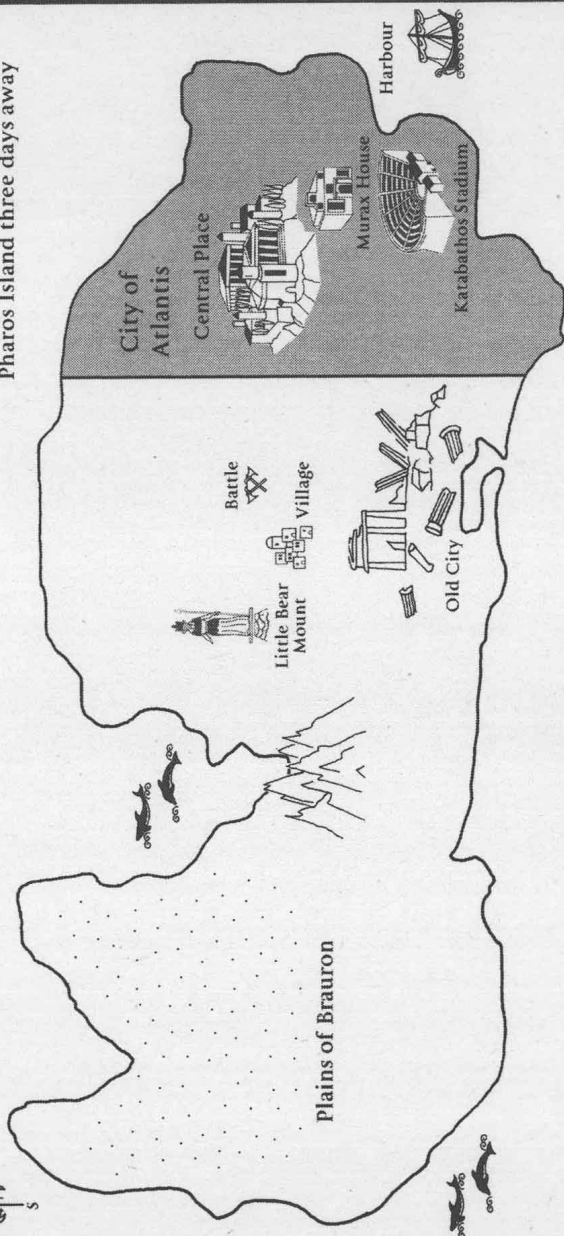 Pharos Island three days away
City of
Atlantis
Central Place
Harbour
Murax House
Katabathos Stadium
Battle
Village
Little Bear
Mount
Old City
Plains of Brauron
S